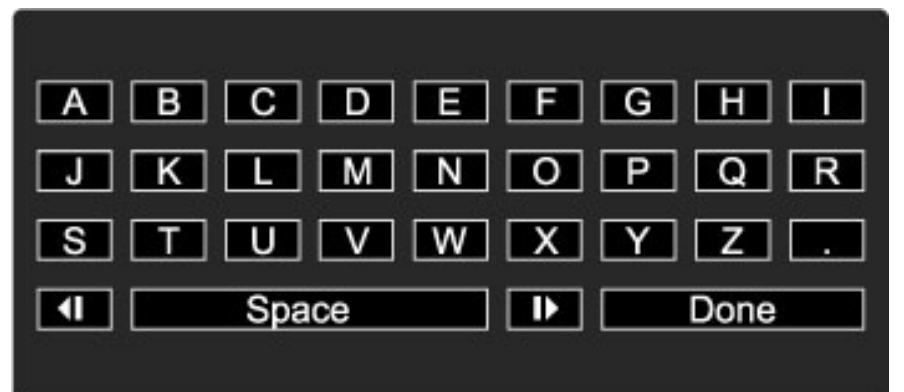 A B C D E F G H I
J K L M N O P Q R
S T U V W X Y Z .
Space Done